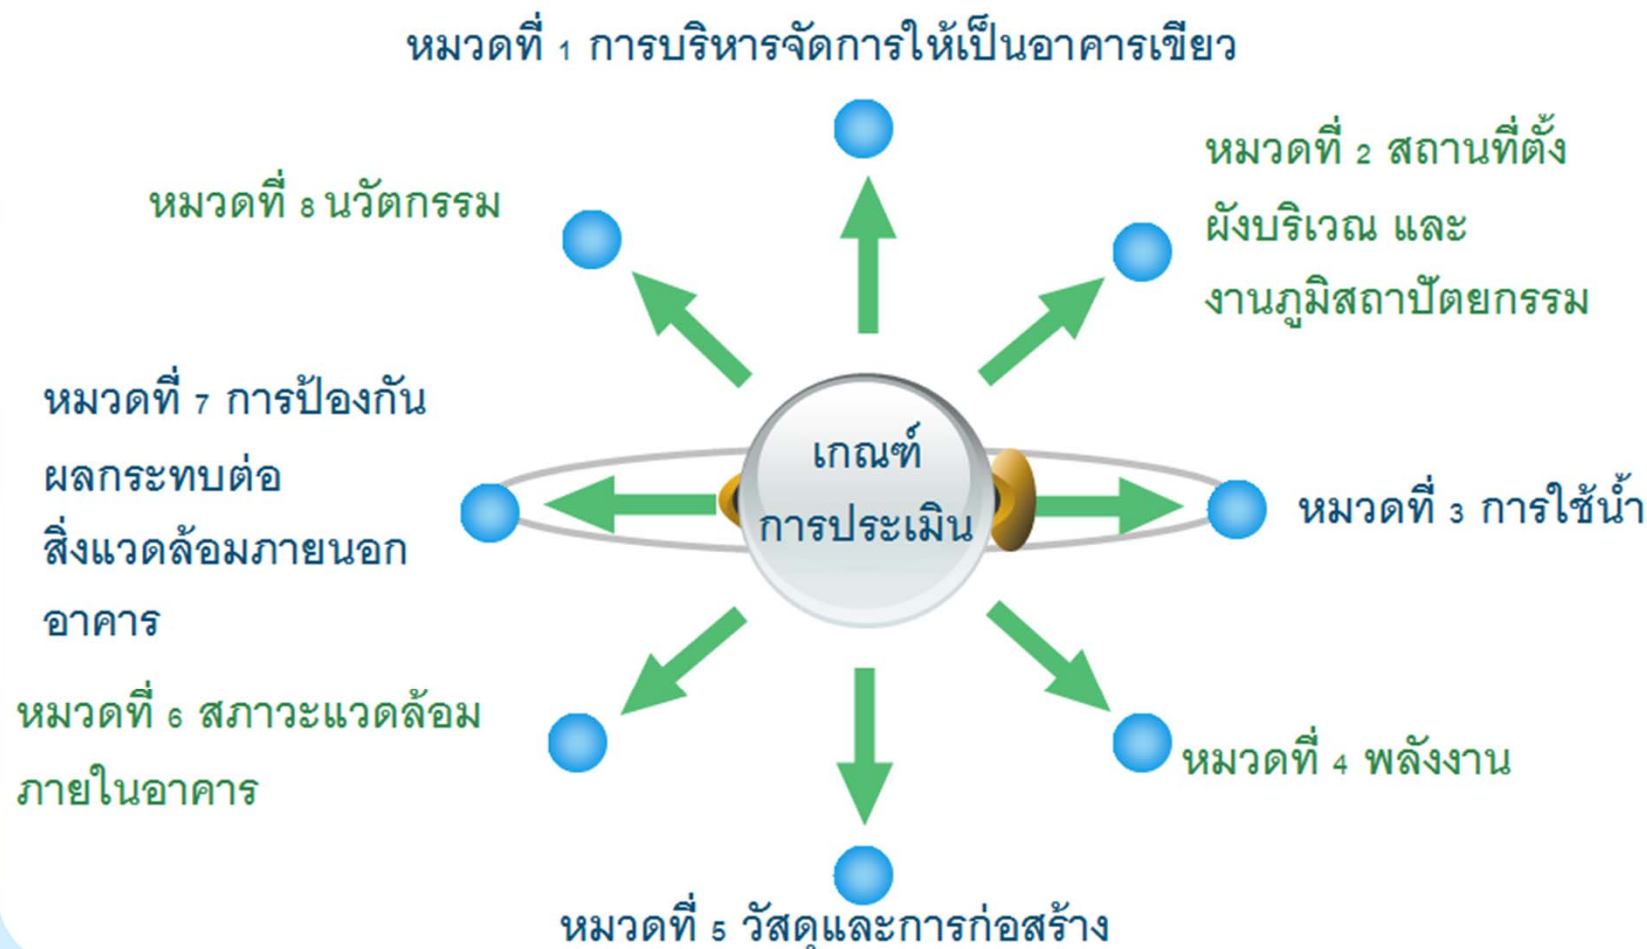 หมวดที่ 1 การบริหารจัดการให้เป็นอาคารเขียว
หมวดที่ 2 สถานที่ตั้ง
ผังบริเวณ และ
งานภูมิสถาปัตยกรรม
หมวดที่ 8 นวัตกรรม
หมวดที่ 7 การป้องกัน
ผลกระทบต่อ
สิ่งแวดล้อมภายนอก
อาคาร
เกณฑ์
การประเมิน
หมวดที่ 3 การใช้น้ำ
หมวดที่ 6 สภาวะแวดล้อม
ภายในอาคาร
หมวดที่ 4 พลังงาน
หมวดที่ 5 วัสดุและการก่อสร้าง